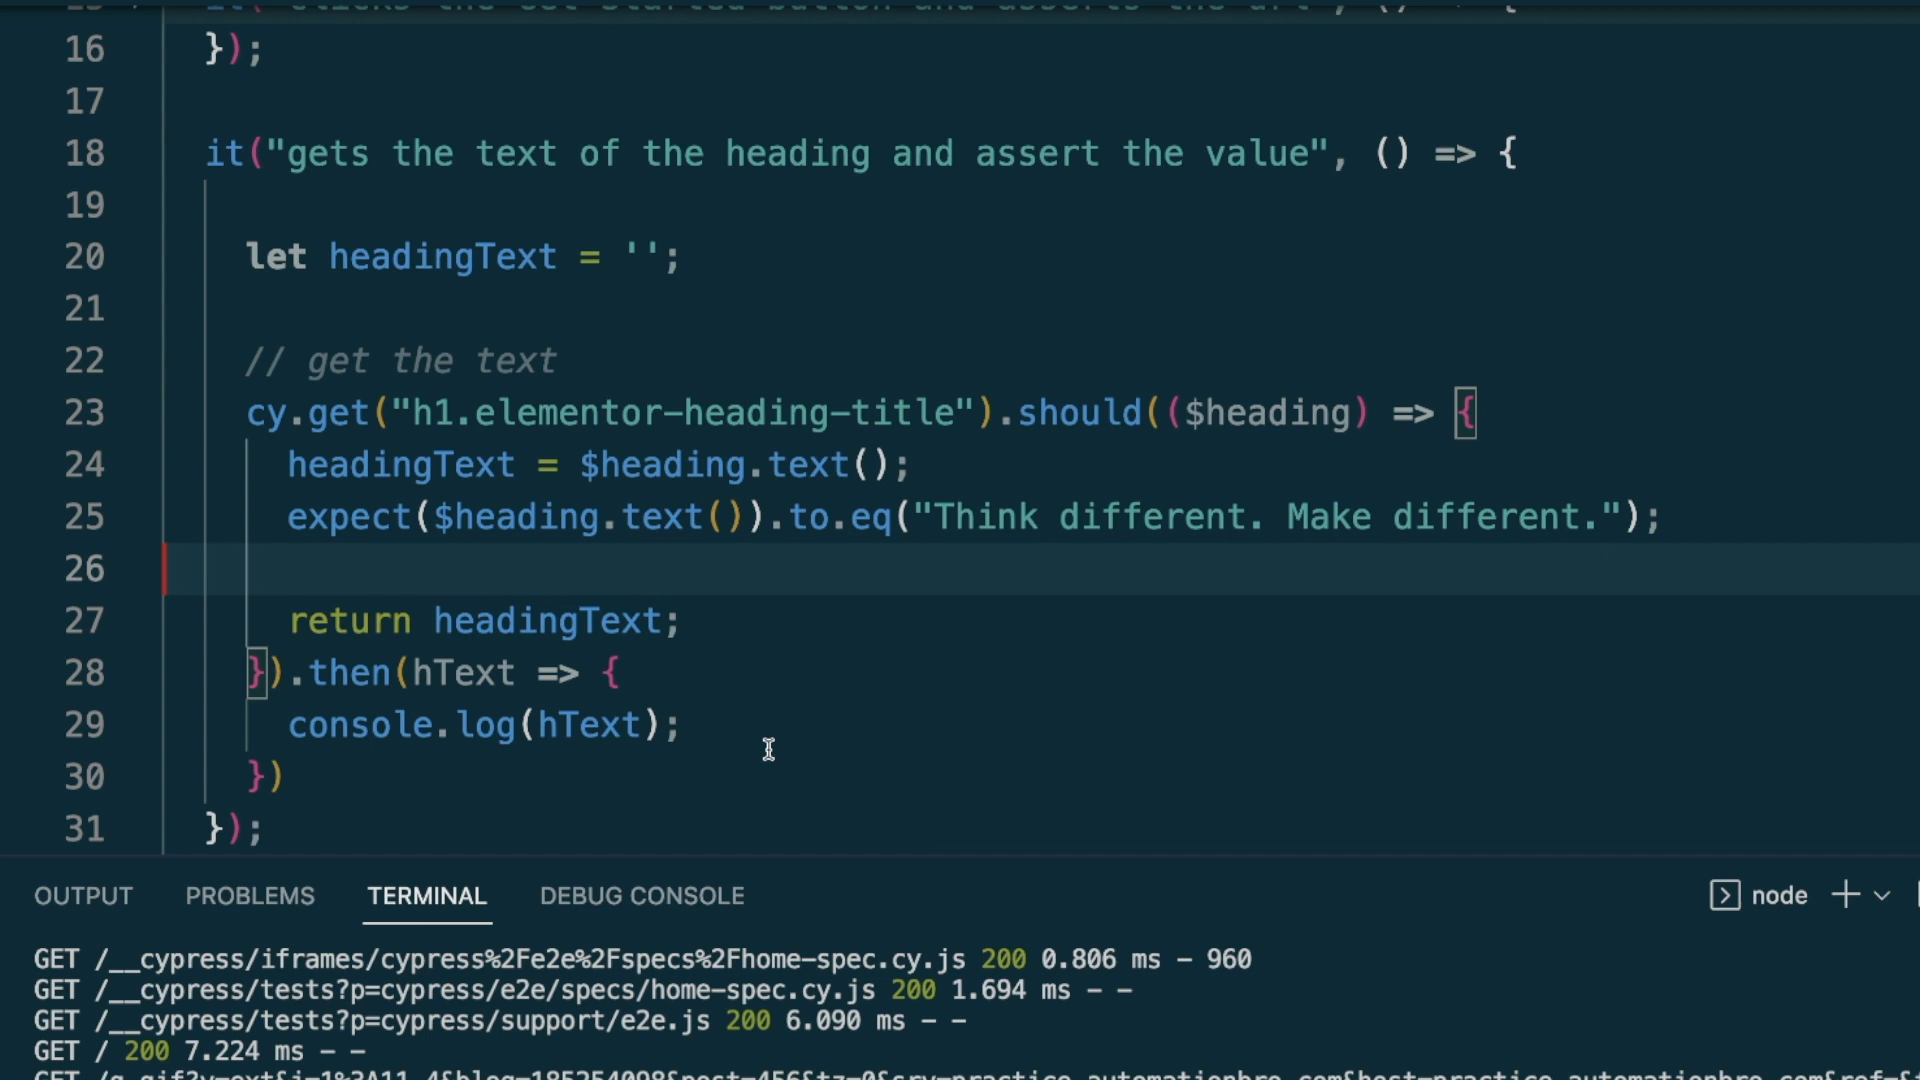 16 });
17
18 it("gets the text of the heading and assert the value", () => {
19
20 let headingText = '';
21
22 // get the text
23 cy.get("h1.elementor-heading-title").should(($heading) => {
24 headingText = $heading.text();
25 expect($heading.text()).to.eq("Think different. Make different.");
26
27 return headingText;
28 }).then(hText => {
29 console.log(hText);
30 })
31 });
OUTPUT PROBLEMS TERMINAL DEBUG CONSOLE node
GET /__cypress/iframes/cypress%2Fe2e%2Fspecs%2Fhome-spec.cy.js 200 0.806 ms - 960
GET /__cypress/tests?p=cypress/e2e/specs/home-spec.cy.js 200 1.694 ms - -
GET /__cypress/tests?p=cypress/support/e2e.js 200 6.090 ms - -
GET / 200 7.224 ms - -